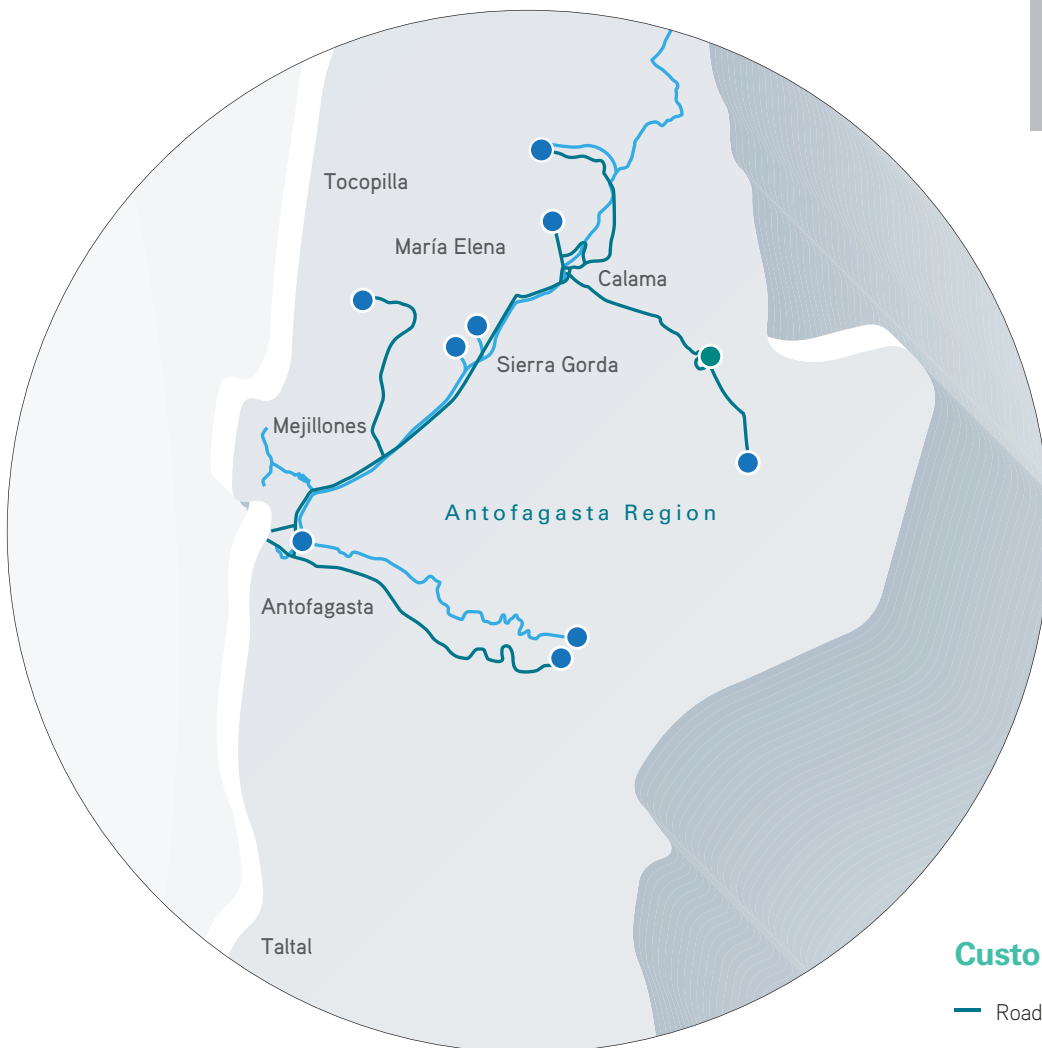 Tocopilla
María Elena
Calama
Sierra Gorda
Mejillones
Antofagasta Region
Antofagasta
Taltal
Custo
Road